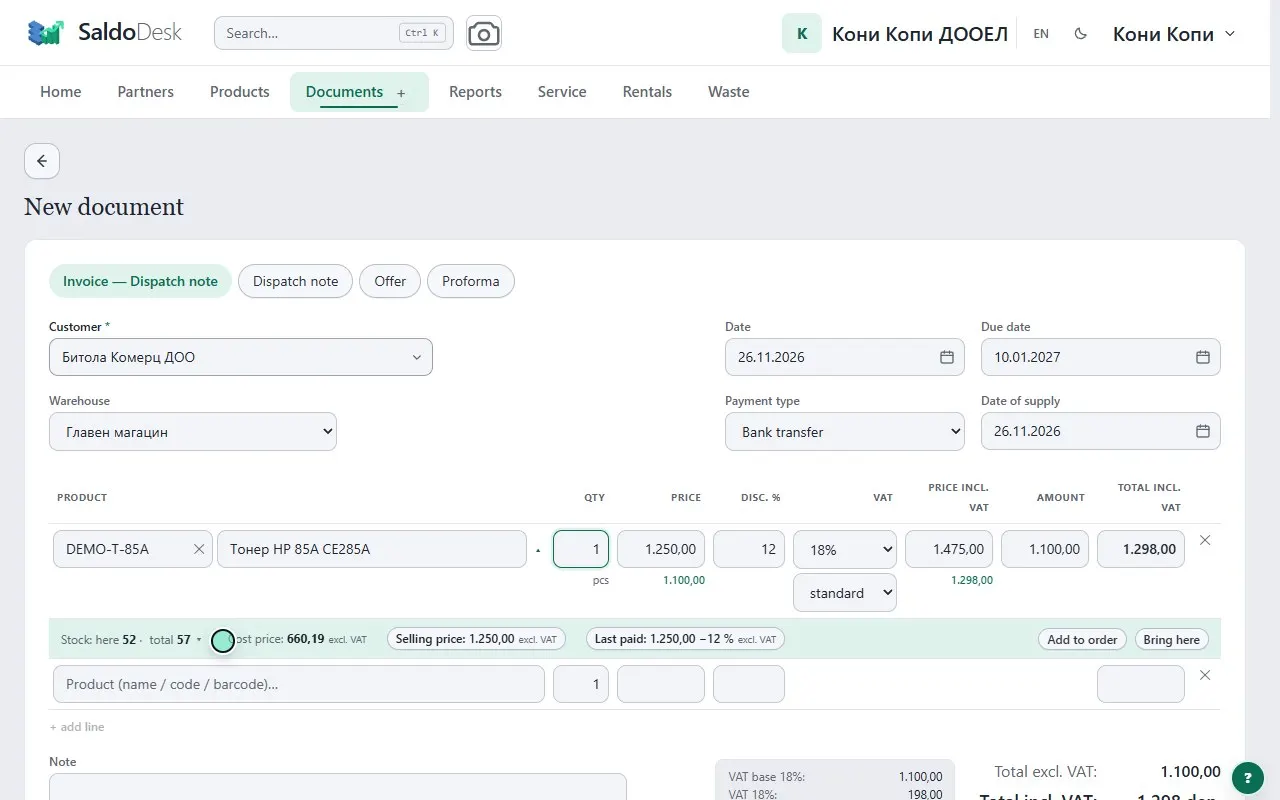 SaldoDesk
Search... Ctrl K
K Кони Копи ДООЕЛ EN Кони Копи
Home Partners Products Documents + Reports Service Rentals Waste
New document
Invoice — Dispatch note Dispatch note Offer Proforma
Customer * Date Due date
Битола Комерц ДОО 26.11.2026 10.01.2027
Warehouse Payment type Date of supply
Главен магацин Bank transfer 26.11.2026
PRODUCT QTY PRICE DISC. % VAT PRICE INCL. VAT AMOUNT TOTAL INCL. VAT
DEMO-T-85A Тонер HP 85A CE285A 1 1.250,00 12 18% 1.475,00 1.100,00 1.298,00
pcs 1.100,00 standard 1.298,00
Stock: here 52 · total 57 ost price: 660,19 excl. VAT Selling price: 1.250,00 excl. VAT Last paid: 1.250,00 −12 % excl. VAT Add to order Bring here
Product (name / code / barcode)... 1
+ add line
Note
VAT base 18%: 1.100,00 Total excl. VAT: 1.100,00
VAT 18%: 198,00
?